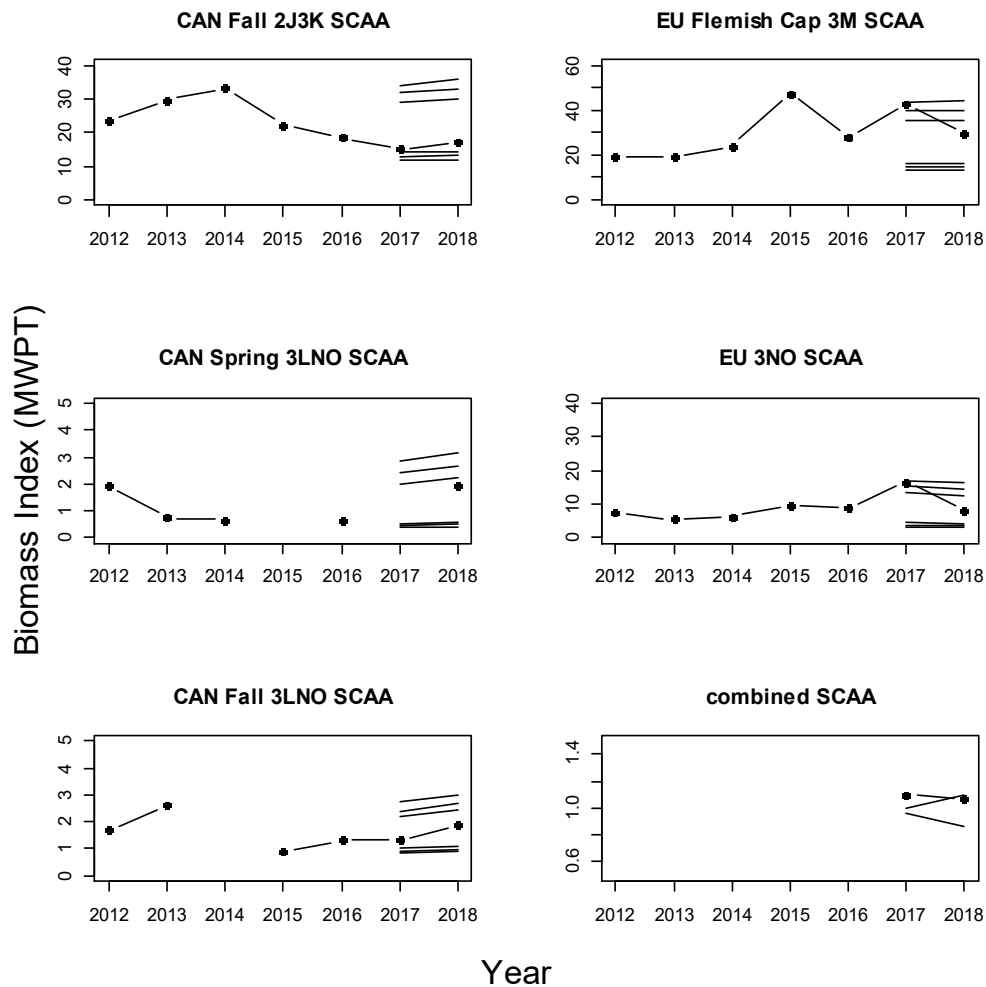 CAN Fall 2J3K SCAA
40
30
20
10
0
2012 2013 2014 2015 2016 2017 2018
EU Flemish Cap 3M SCAA
60
40
20
0
2012 2013 2014 2015 2016 2017 2018
Biomass Index (MWPT)
CAN Spring 3LNO SCAA
5
4
3
2
1
0
2012 2013 2014 2015 2016 2017 2018
EU 3NO SCAA
40
30
20
10
0
2012 2013 2014 2015 2016 2017 2018
CAN Fall 3LNO SCAA
5
4
3
2
1
0
2012 2013 2014 2015 2016 2017 2018
combined SCAA
1.4
1.0
0.6
2012 2013 2014 2015 2016 2017 2018
Year